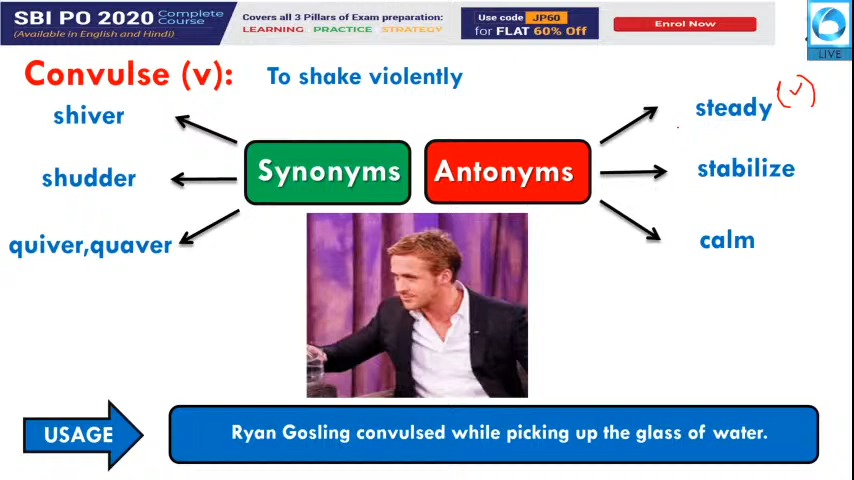 SBI PO 2020 Complete Course
(Available in English and Hindi)
Covers all 3 Pillars of Exam preparation:
LEARNING PRACTICE STRATEGY
Use code JP60
for FLAT 60% Off
Enrol Now
LIVE
Convulse (v): To shake violently
shiver
shudder
quiver,quaver
Synonyms
Antonyms
steady (v)
stabilize
calm
USAGE
Ryan Gosling convulsed while picking up the glass of water.